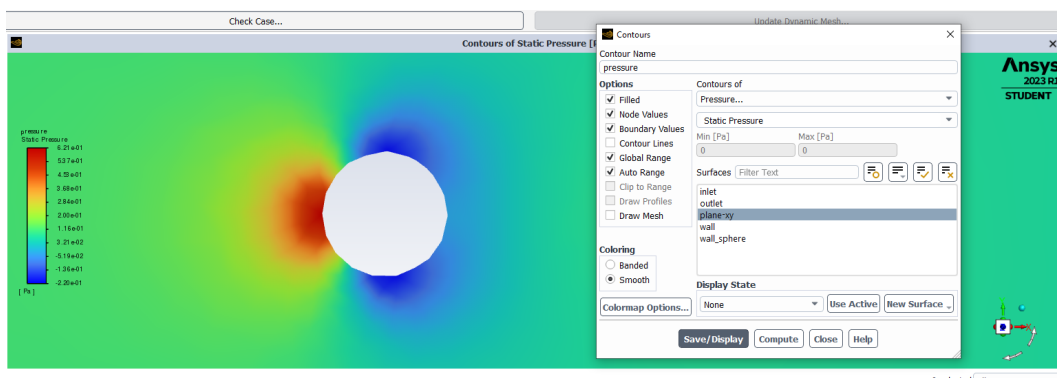 Check Case...
Update Dynamic Mesh...
Contours of Static Pressure [
Contours
Contour Name
pressure
Options
Filled
Node Values
Boundary Values
Contour Lines
Global Range
Auto Range
Clip to Range
Draw Profiles
Draw Mesh
Coloring
Banded
Smooth
Colormap Options...
Contours of
Pressure...
Static Pressure
Min [Pa]
Max [Pa]
0
0
Surfaces
Filter Text
inlet
outlet
plane-xy
wall
wall_sphere
Display State
None
Use Active
New Surface
Save/Display
Compute
Close
Help
Ansys
2023 R1
STUDENT
pressure
Static Pressure
6.21e-01
5.37e-01
4.53e-01
3.68e-01
2.84e-01
2.00e-01
1.16e-01
3.21e-02
-5.19e-02
-1.36e-01
-2.20e-01
[ Pa ]